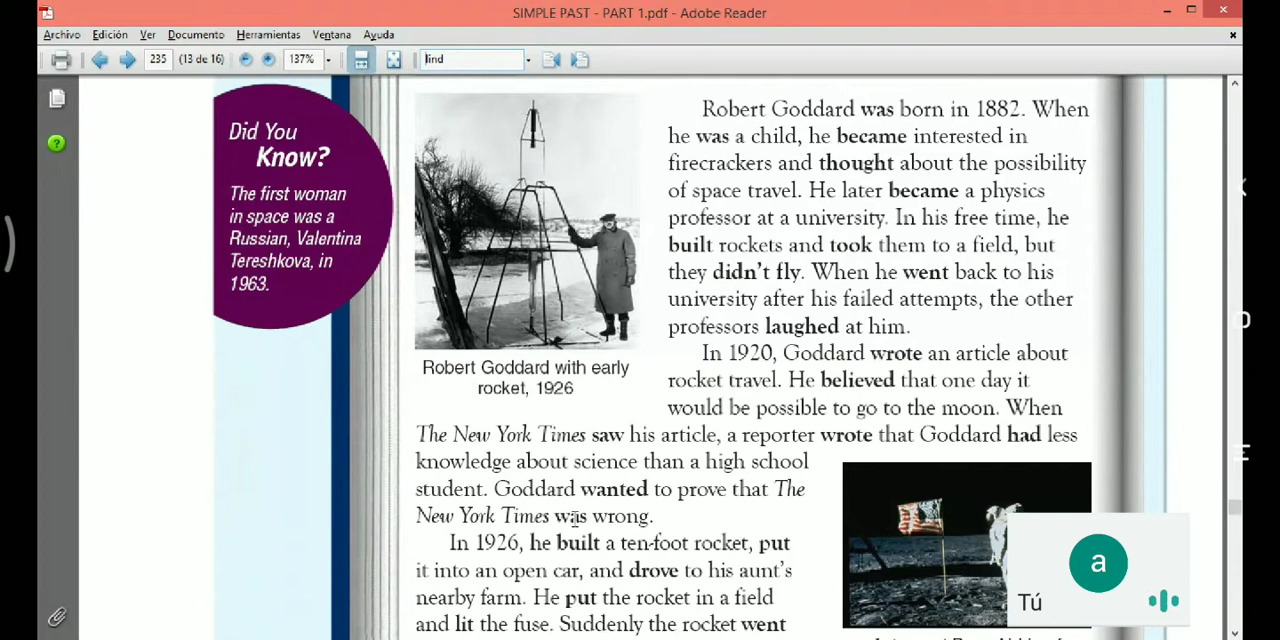 SIMPLE PAST - PART 1.pdf - Adobe Reader
Archivo Edición Ver Documento Herramientas Ventana Ayuda
235 (13 de 16) 137% find
Did You
Know?
The first woman
in space was a
Russian, Valentina
Tereshkova, in
1963.
Robert Goddard with early
rocket, 1926
Robert Goddard was born in 1882. When
he was a child, he became interested in
firecrackers and thought about the possibility
of space travel. He later became a physics
professor at a university. In his free time, he
built rockets and took them to a field, but
they didn't fly. When he went back to his
university after his failed attempts, the other
professors laughed at him.
In 1920, Goddard wrote an article about
rocket travel. He believed that one day it
would be possible to go to the moon. When
The New York Times saw his article, a reporter wrote that Goddard had less
knowledge about science than a high school
student. Goddard wanted to prove that The
New York Times was wrong.
In 1926, he built a ten-foot rocket, put
it into an open car, and drove to his aunt's
nearby farm. He put the rocket in a field
and lit the fuse. Suddenly the rocket went
a
Tú